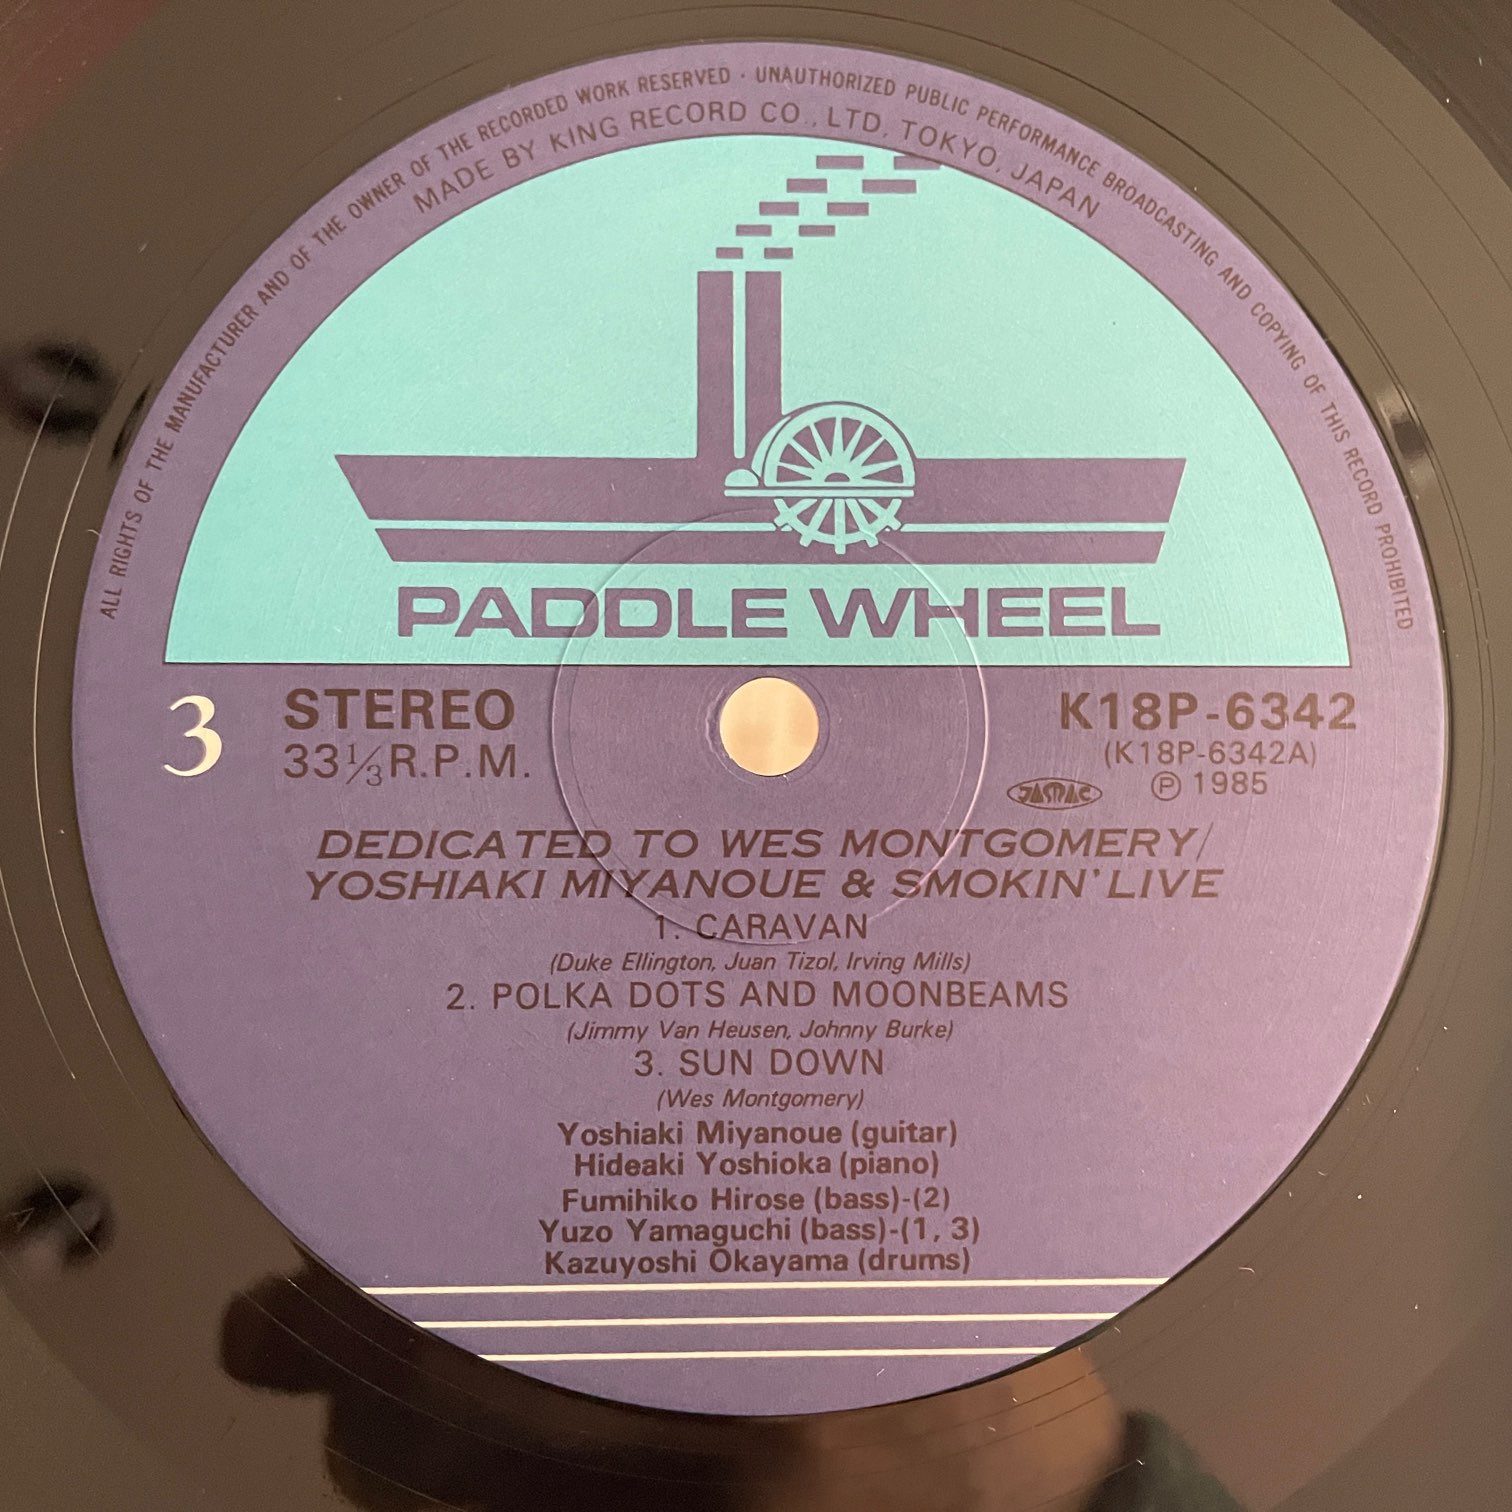 ALL RIGHTS OF THE MANUFACTURER AND OF THE OWNER OF THE RECORDED WORK RESERVED · UNAUTHORIZED PUBLIC PERFORMANCE BROADCASTING AND COPYING OF THIS RECORD PROHIBITED
MADE BY KING RECORD CO., LTD, TOKYO, JAPAN
PADDLE WHEEL
3
STEREO
33⅓ R.P.M.
K18P-6342
(K18P-6342A)
JASRAC
Ⓟ 1985
DEDICATED TO WES MONTGOMERY/
YOSHIAKI MIYANOUE & SMOKIN' LIVE
1. CARAVAN
(Duke Ellington, Juan Tizol, Irving Mills)
2. POLKA DOTS AND MOONBEAMS
(Jimmy Van Heusen, Johnny Burke)
3. SUN DOWN
(Wes Montgomery)
Yoshiaki Miyanoue (guitar)
Hideaki Yoshioka (piano)
Fumihiko Hirose (bass)-(2)
Yuzo Yamaguchi (bass)-(1, 3)
Kazuyoshi Okayama (drums)